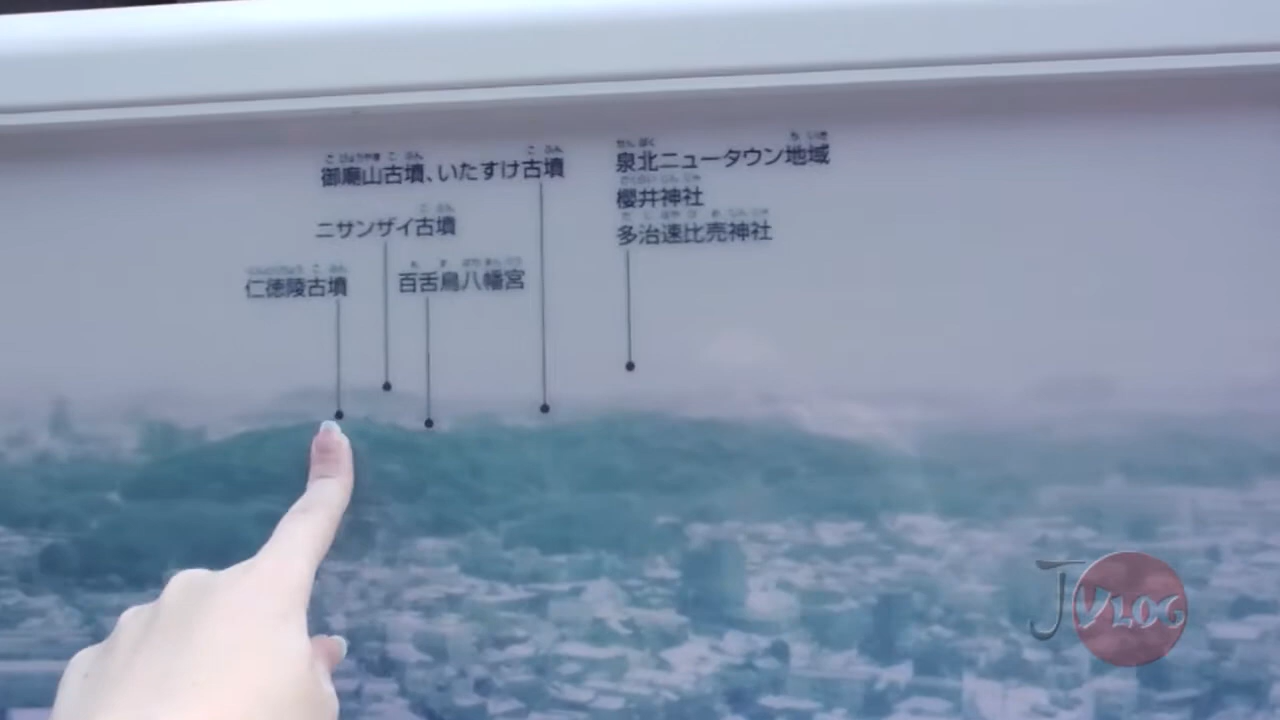 御廟山古墳、いたすけ古墳
ニサンザイ古墳
仁徳陵古墳
百舌鳥八幡宮
泉北ニュータウン地域
櫻井神社
多治速比売神社
J VLOG